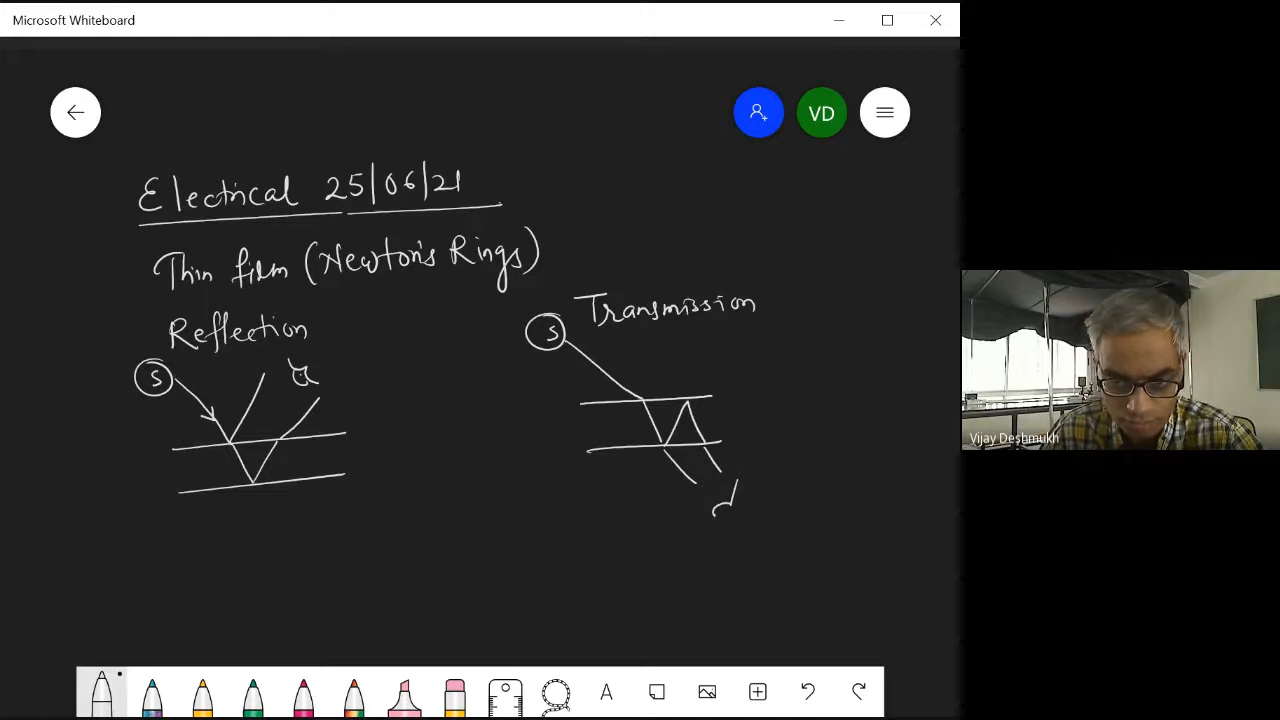 Microsoft Whiteboard
VD
Electrical 25/06/21
Thin film (Newton's Rings)
Reflection
Transmission
S
S
Vijay Deshmukh
A